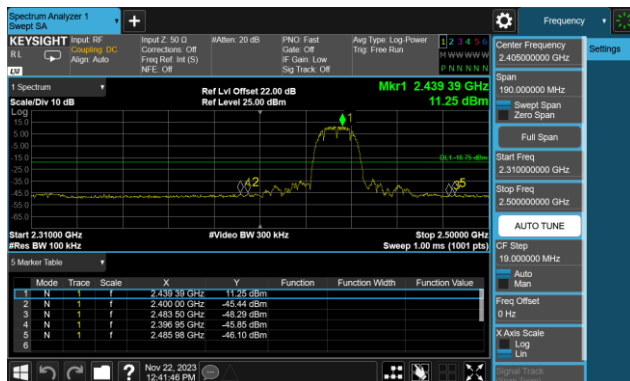 Spectrum Analyzer 1
Swept SA
+
Frequency
KEYSIGHT
RL
LXI
Input: RF
Coupling: DC
Align: Auto
Input Z: 50 Ω
Corrections: Off
Freq Ref: Int (S)
NFE: Off
#Atten: 20 dB
PNO: Fast
Gate: Off
IF Gain: Low
Sig Track: Off
Avg Type: Log-Power
Trig: Free Run
1 2 3 4 5 6
M W W W W W
P N N N N N
1 Spectrum
Scale/Div 10 dB
Ref Lvl Offset 22.00 dB
Ref Level 25.00 dBm
Mkr1 2.439 39 GHz
11.25 dBm
Log
15.0
5.00
-5.00
-15.0
-25.0
-35.0
-45.0
-55.0
-65.0
1
DL1 -18.75 dBm
Start 2.31000 GHz
#Res BW 100 kHz
#Video BW 300 kHz
Stop 2.50000 GHz
Sweep 1.00 ms (1001 pts)
5 Marker Table
Mode Trace Scale X Y Function Function Width Function Value
1 N 1 f 2.439 39 GHz 11.25 dBm
2 N 1 f 2.400 00 GHz -45.44 dBm
3 N 1 f 2.483 50 GHz -48.29 dBm
4 N 1 f 2.396 95 GHz -45.85 dBm
5 N 1 f 2.485 98 GHz -46.10 dBm
6
?
Nov 22, 2023
12:41:46 PM
Center Frequency
2.405000000 GHz
Settings
Span
190.000000 MHz
Swept Span
Zero Span
Full Span
Start Freq
2.310000000 GHz
Stop Freq
2.500000000 GHz
AUTO TUNE
CF Step
19.000000 MHz
Auto
Man
Freq Offset
0 Hz
X Axis Scale
Log
Lin
Signal Track